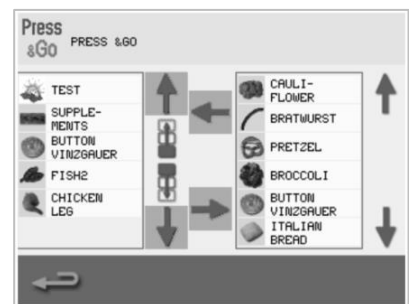 Press
&Go
PRESS &GO
TEST
SUPPLE-
MENTS
BUTTON
VINZGAUER
FISH2
CHICKEN
LEG
CAULI-
FLOWER
BRATWURST
PRETZEL
BROCCOLI
BUTTON
VINZGAUER
ITALIAN
BREAD